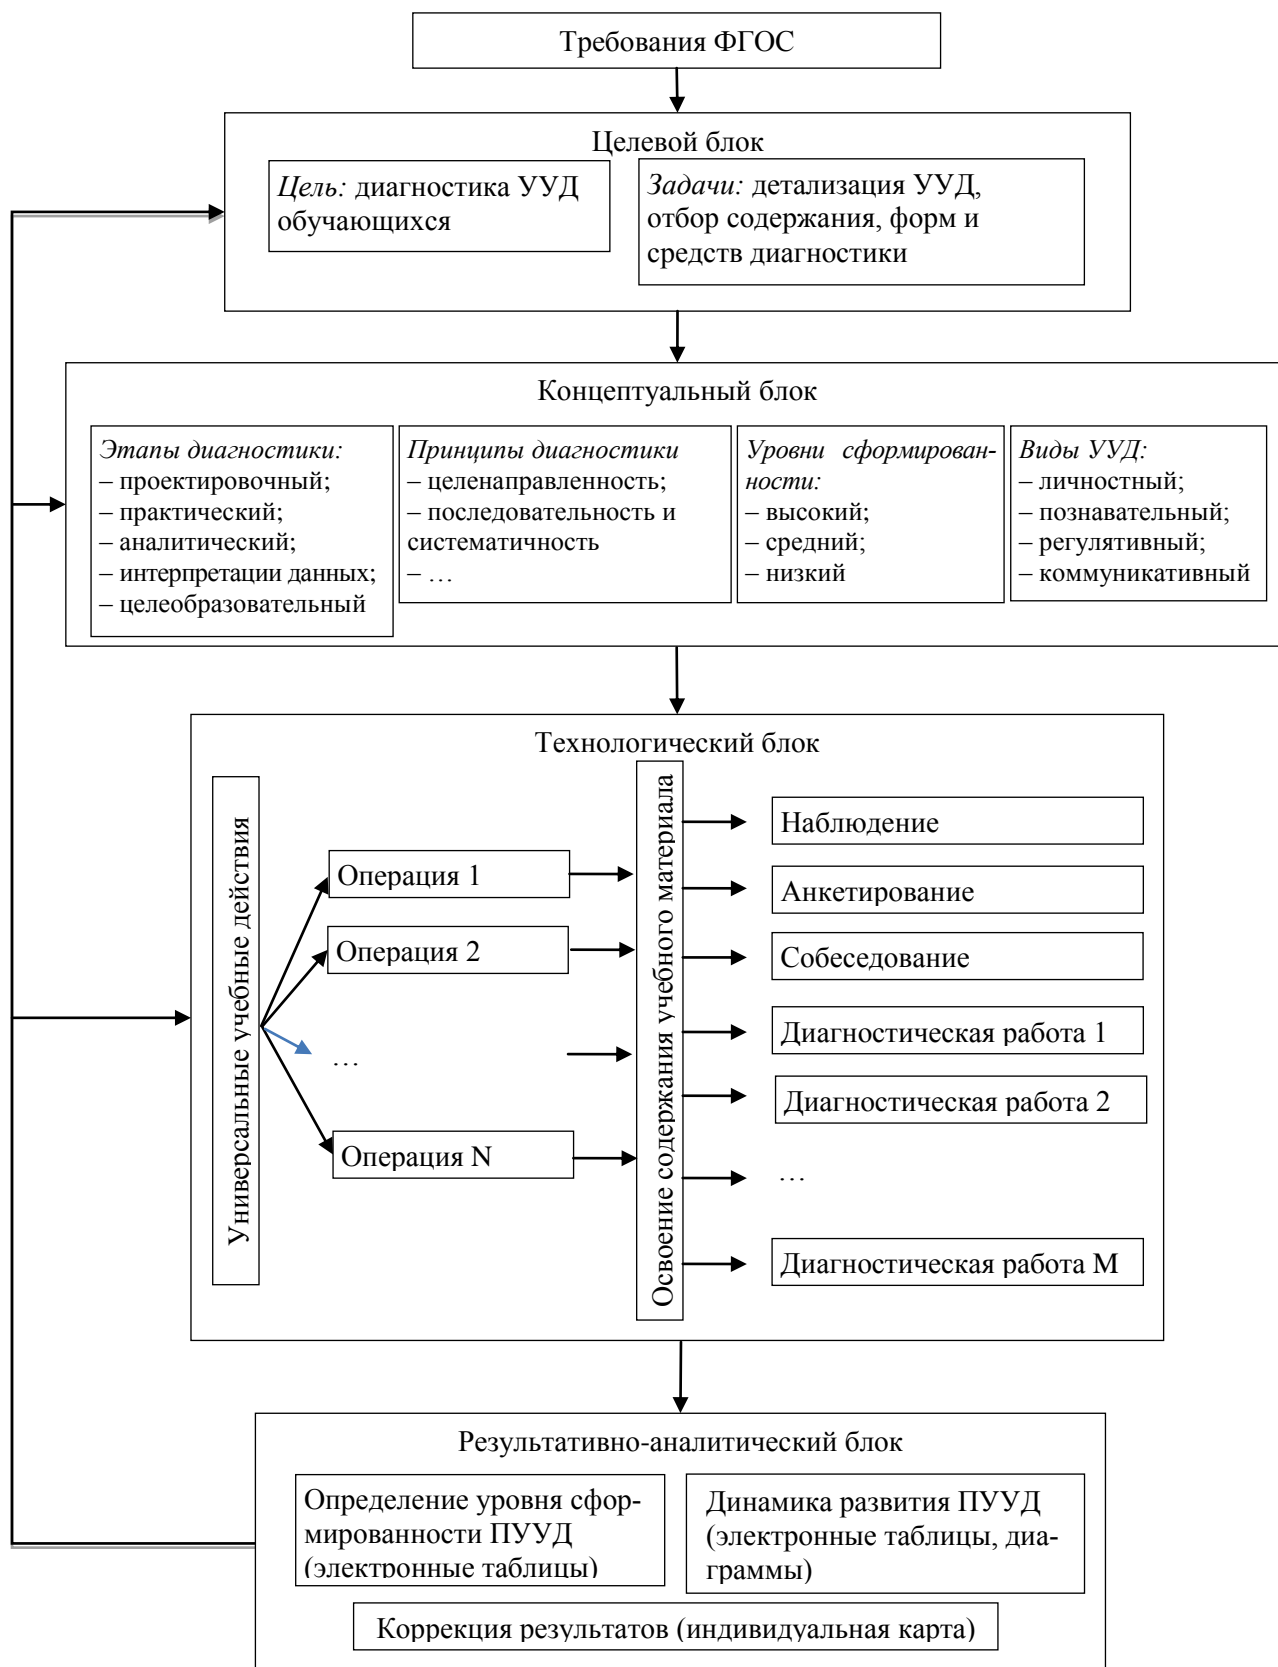 Требования ФГОС
Целевой блок
Цель: диагностика УУД
обучающихся
Задачи: детализация УУД,
отбор содержания, форм и
средств диагностики
Концептуальный блок
Этапы диагностики:
– проектировочный;
– практический;
– аналитический;
– интерпретации данных;
– целеобразовательный
Принципы диагностики
– целенаправленность;
– последовательность и
систематичность
– …
Уровни сформирован-
ности:
– высокий;
– средний;
– низкий
Виды УУД:
– личностный;
– познавательный;
– регулятивный;
– коммуникативный
Технологический блок
Универсальные учебные действия
Операция 1
Операция 2
…
Операция N
Освоение содержания учебного материала
Наблюдение
Анкетирование
Собеседование
Диагностическая работа 1
Диагностическая работа 2
…
Диагностическая работа М
Результативно-аналитический блок
Определение уровня сфор-
мированности ПУУД
(электронные таблицы)
Динамика развития ПУУД
(электронные таблицы, диа-
граммы)
Коррекция результатов (индивидуальная карта)